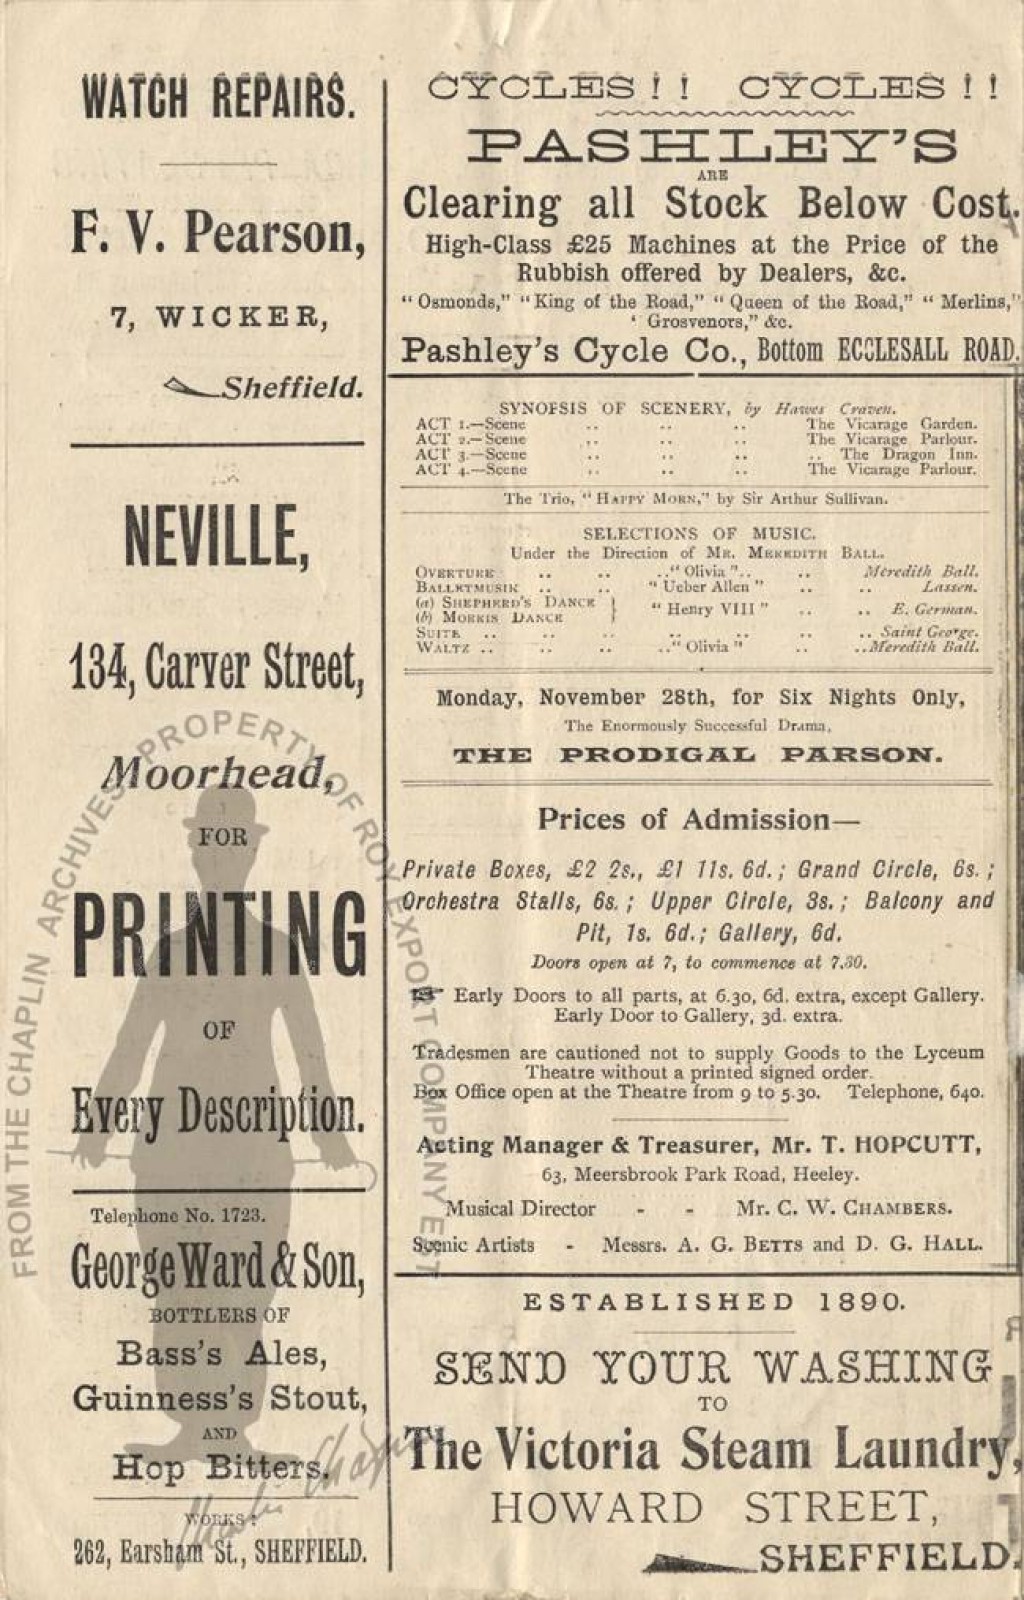 WATCH REPAIRS.
F. V. Pearson,
7, WICKER,
Sheffield.
NEVILLE,
134, Carver Street,
Moorhead,
FOR
PRINTING
OF
Every Description.
Telephone No. 1723.
George Ward & Son,
BOTTLERS OF
Bass's Ales,
Guinness's Stout,
AND
Hop Bitters.
WORKS:
262, Earsham St., SHEFFIELD.
CYCLES!! CYCLES!!
PASHLEY'S
ARE
Clearing all Stock Below Cost.
High-Class £25 Machines at the Price of the
Rubbish offered by Dealers, &c.
"Osmonds," "King of the Road," "Queen of the Road," "Merlins,"
' Grosvenors," &c.
Pashley's Cycle Co., Bottom ECCLESALL ROAD.
SYNOPSIS OF SCENERY, by Hawes Craven.
ACT 1.—Scene .. .. .. The Vicarage Garden.
ACT 2.—Scene .. .. .. The Vicarage Parlour.
ACT 3.—Scene .. .. .. .. The Dragon Inn.
ACT 4.—Scene .. .. .. The Vicarage Parlour.
The Trio, "HAPPY MORN," by Sir Arthur Sullivan.
SELECTIONS OF MUSIC.
Under the Direction of MR. MEREDITH BALL.
OVERTURE .. .. .."Olivia".. .. Meredith Ball.
BALLETMUSIK .. .. "Ueber Allen" .. .. Lassen.
(a) SHEPHERD'S DANCE }
(b) MORRIS DANCE } "Henry VIII" .. .. E. German.
SUITE .. .. .. .. .. .. .. Saint George.
WALTZ .. .. .. .."Olivia" .. ..Meredith Ball.
Monday, November 28th, for Six Nights Only,
The Enormously Successful Drama,
THE PRODIGAL PARSON.
Prices of Admission—
Private Boxes, £2 2s., £1 11s. 6d.; Grand Circle, 6s.;
Orchestra Stalls, 6s.; Upper Circle, 3s.; Balcony and
Pit, 1s. 6d.; Gallery, 6d.
Doors open at 7, to commence at 7.30.
Early Doors to all parts, at 6.30, 6d. extra, except Gallery.
Early Door to Gallery, 3d. extra.
Tradesmen are cautioned not to supply Goods to the Lyceum
Theatre without a printed signed order.
Box Office open at the Theatre from 9 to 5.30. Telephone, 640.
Acting Manager & Treasurer, Mr. T. HOPCUTT,
63, Meersbrook Park Road, Heeley.
Musical Director - - Mr. C. W. CHAMBERS.
Scenic Artists - Messrs. A. G. BETTS and D. G. HALL.
ESTABLISHED 1890.
SEND YOUR WASHING
TO
The Victoria Steam Laundry,
HOWARD STREET,
SHEFFIELD.
FROM THE CHAPLIN ARCHIVES PROPERTY OF ROY EXPORT COMPANY EST
Charles Chaplin